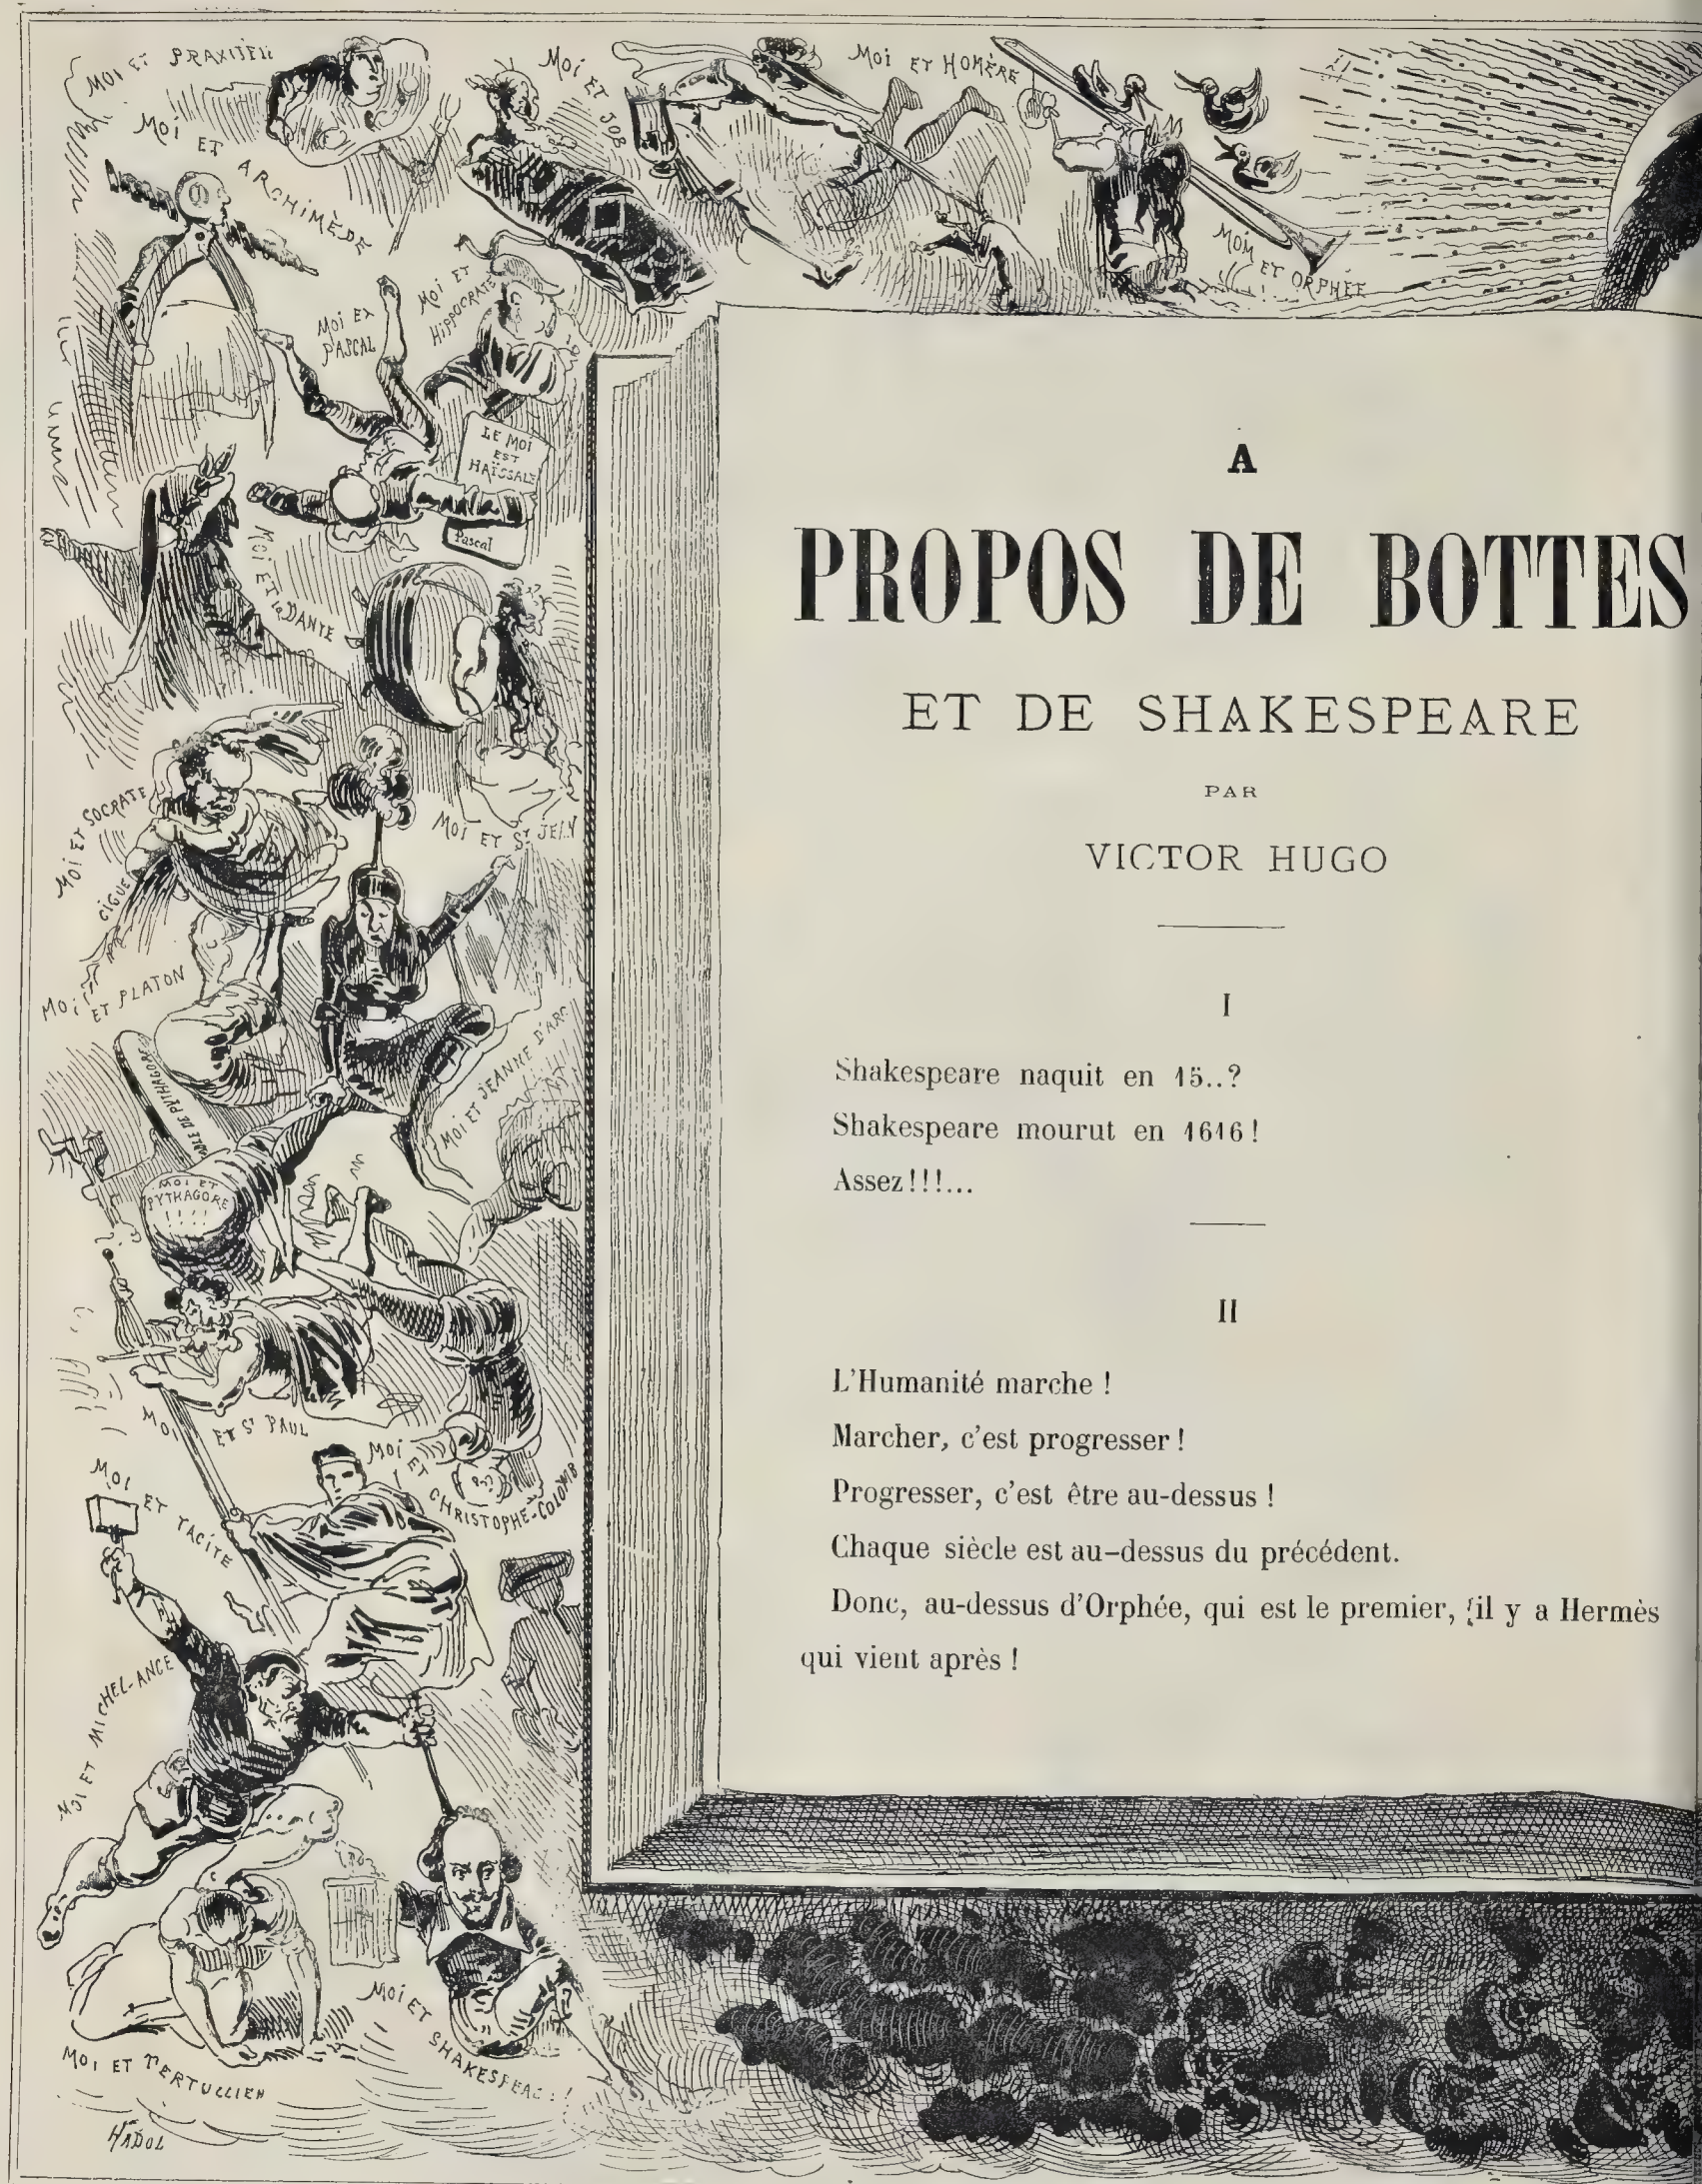 MOI ET PRAXITÈLE
MOI ET ARCHIMÈDE
MOI ET JOB
MOI ET HOMÈRE
MOI ET ORPHÉE
MOI ET
PASCAL
MOI ET
HIPPOCRATE
LE MOI
EST
HAÏSSALE
Pascal
MOI ET le DANTE
MOI ET SOCRATE
CIGUE
MOI ET ST JEAN
MOI ET PLATON
MOI ET JEANNE D'ARC
TABLE DE PYTHAGORE
MOI ET
PYTHAGORE
!!!!!
MOI ET ST PAUL
MOI ET CHRISTOPHE-COLOMB
MOI ET TACITE
MOI ET MICHEL-ANGE
MOI ET TERTULLIEN
MOI ET SHAKESPEARE!
HADOL
A
PROPOS DE BOTTES
ET DE SHAKESPEARE
PAR
VICTOR HUGO
I
Shakespeare naquit en 15..?
Shakespeare mourut en 1616!
Assez!!!...
II
L'Humanité marche !
Marcher, c'est progresser !
Progresser, c'est être au-dessus !
Chaque siècle est au-dessus du précédent.
Donc, au-dessus d'Orphée, qui est le premier, il y a Hermès
qui vient après !